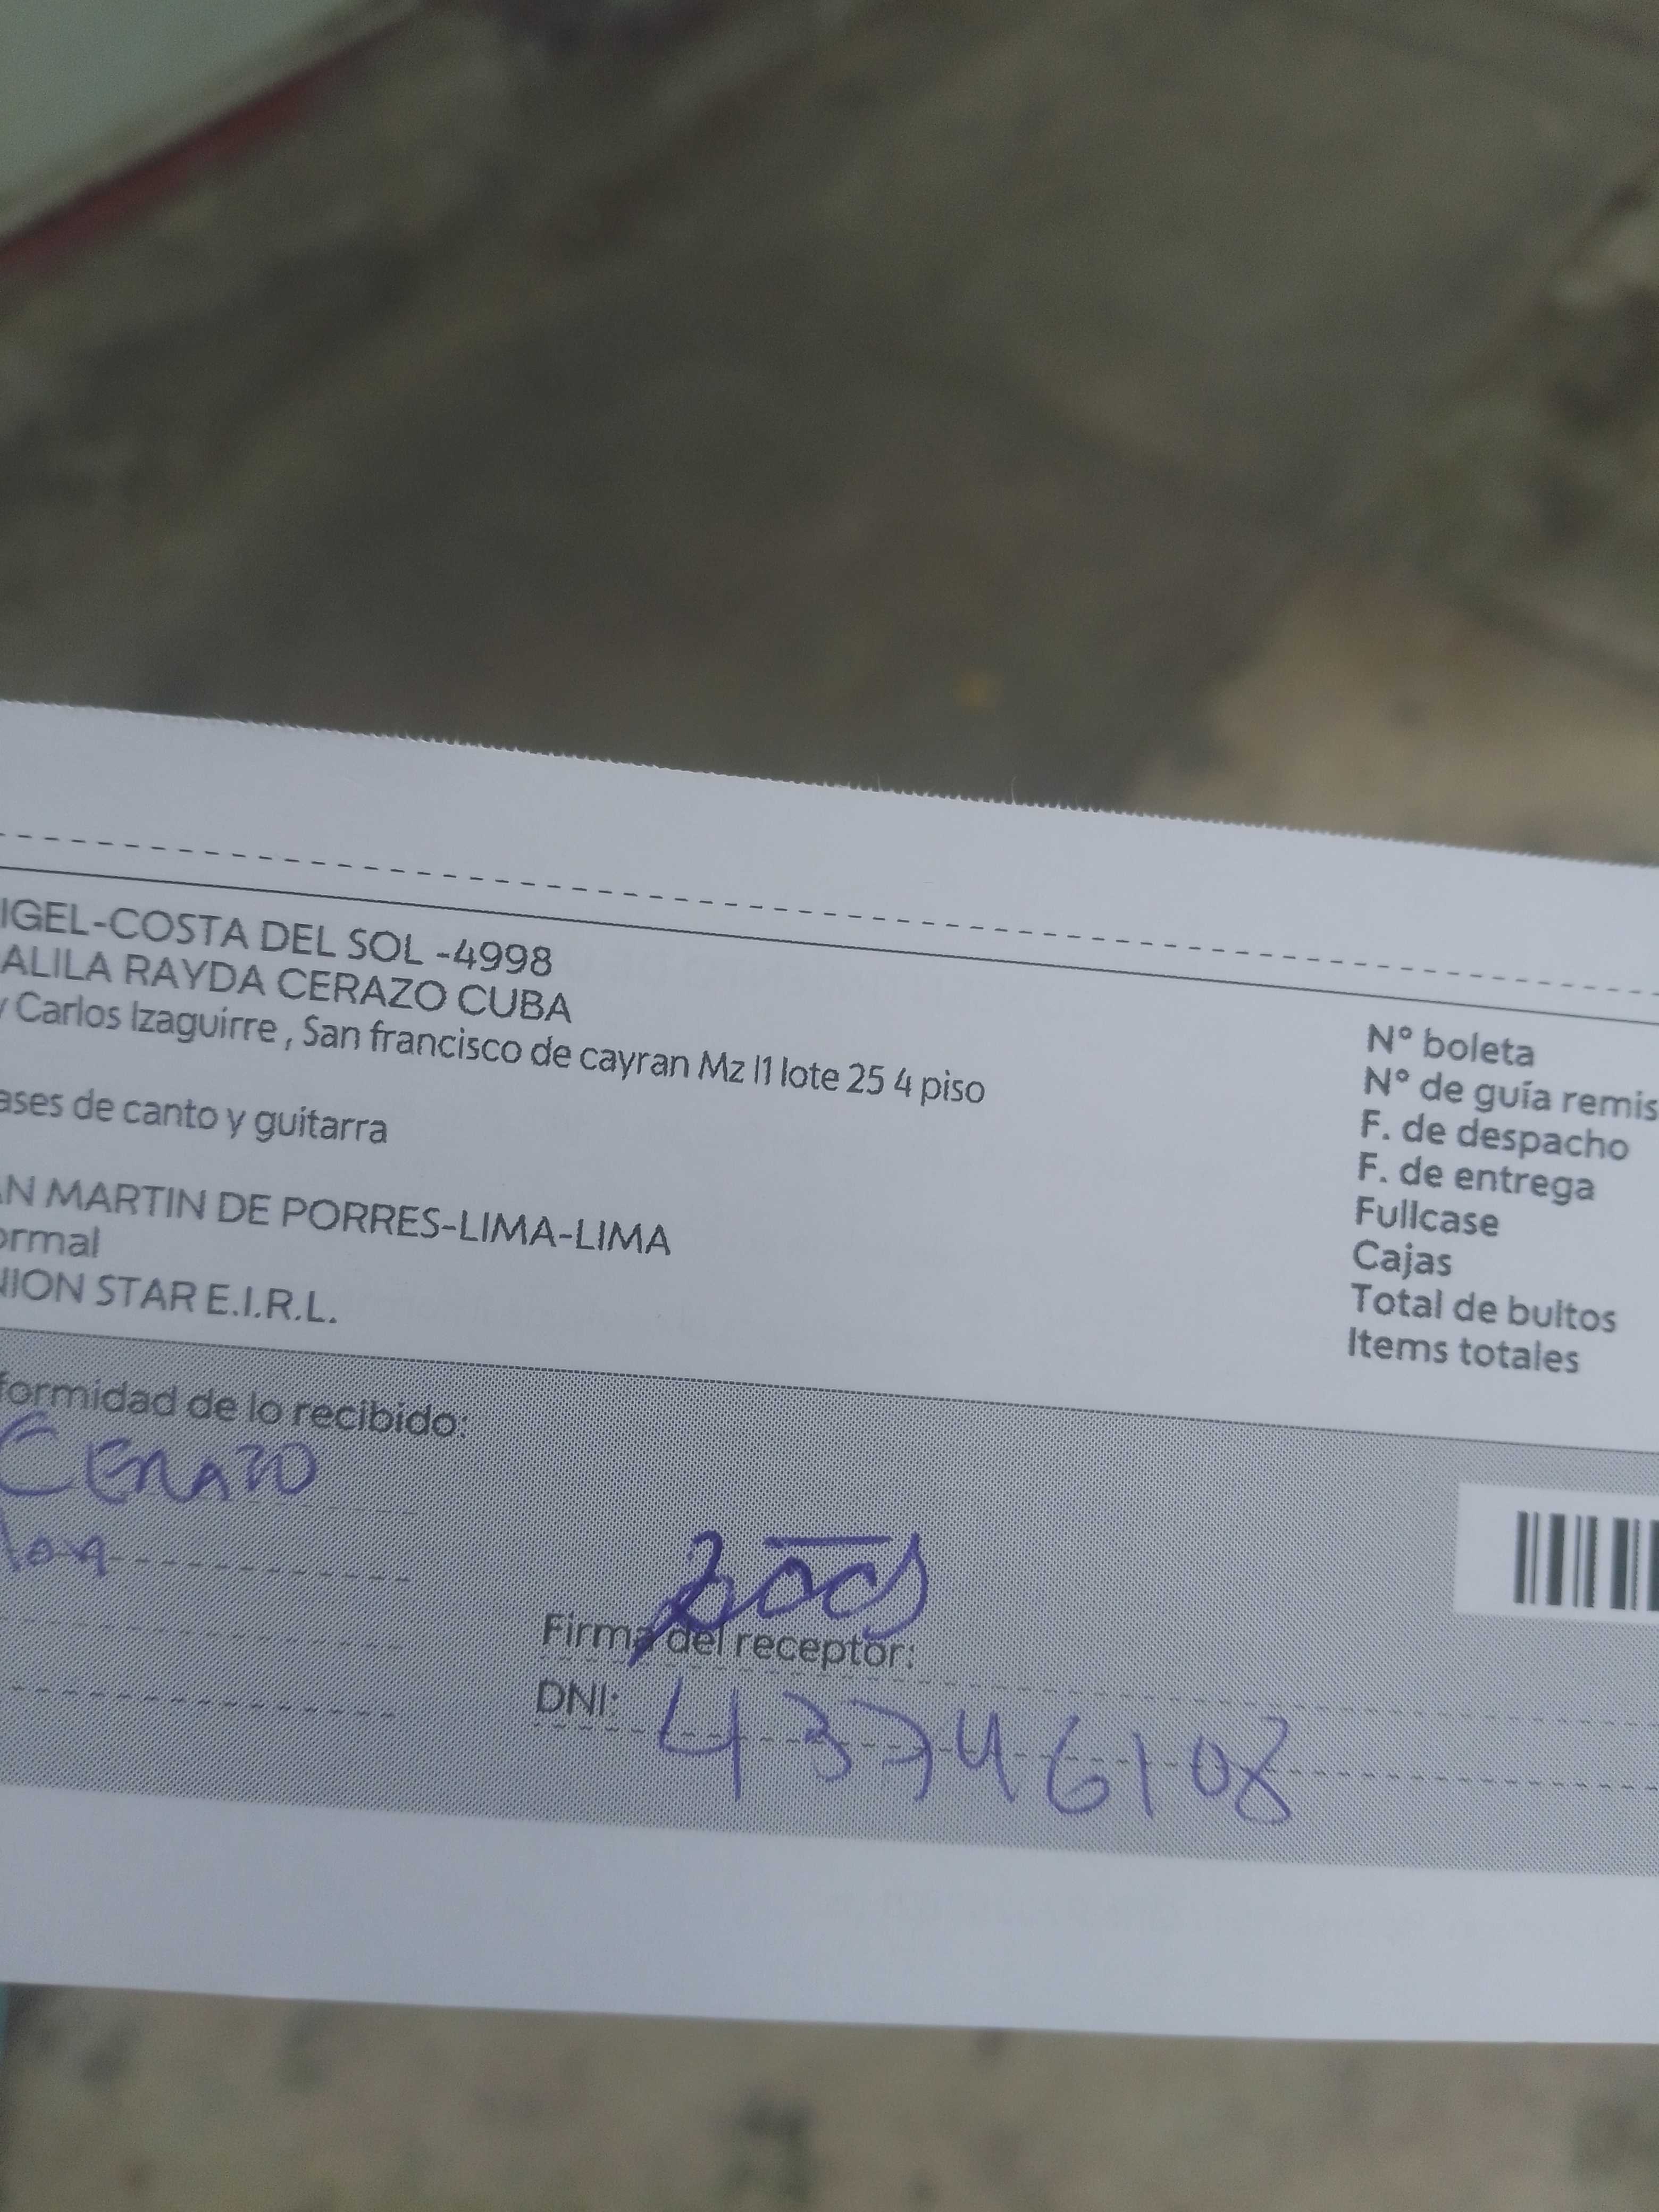 IGEL-COSTA DEL SOL -4998
ALILA RAYDA CERAZO CUBA
Carlos Izaguirre , San francisco de cayran Mz I1 lote 25 4 piso
ases de canto y guitarra
N MARTIN DE PORRES-LIMA-LIMA
ormal
NION STAR E.I.R.L.
N° boleta
N° de guía remis
F. de despacho
F. de entrega
Fullcase
Cajas
Total de bultos
Items totales
formidad de lo recibido:
CERAZO
Firma del receptor:
DNI: 43746108